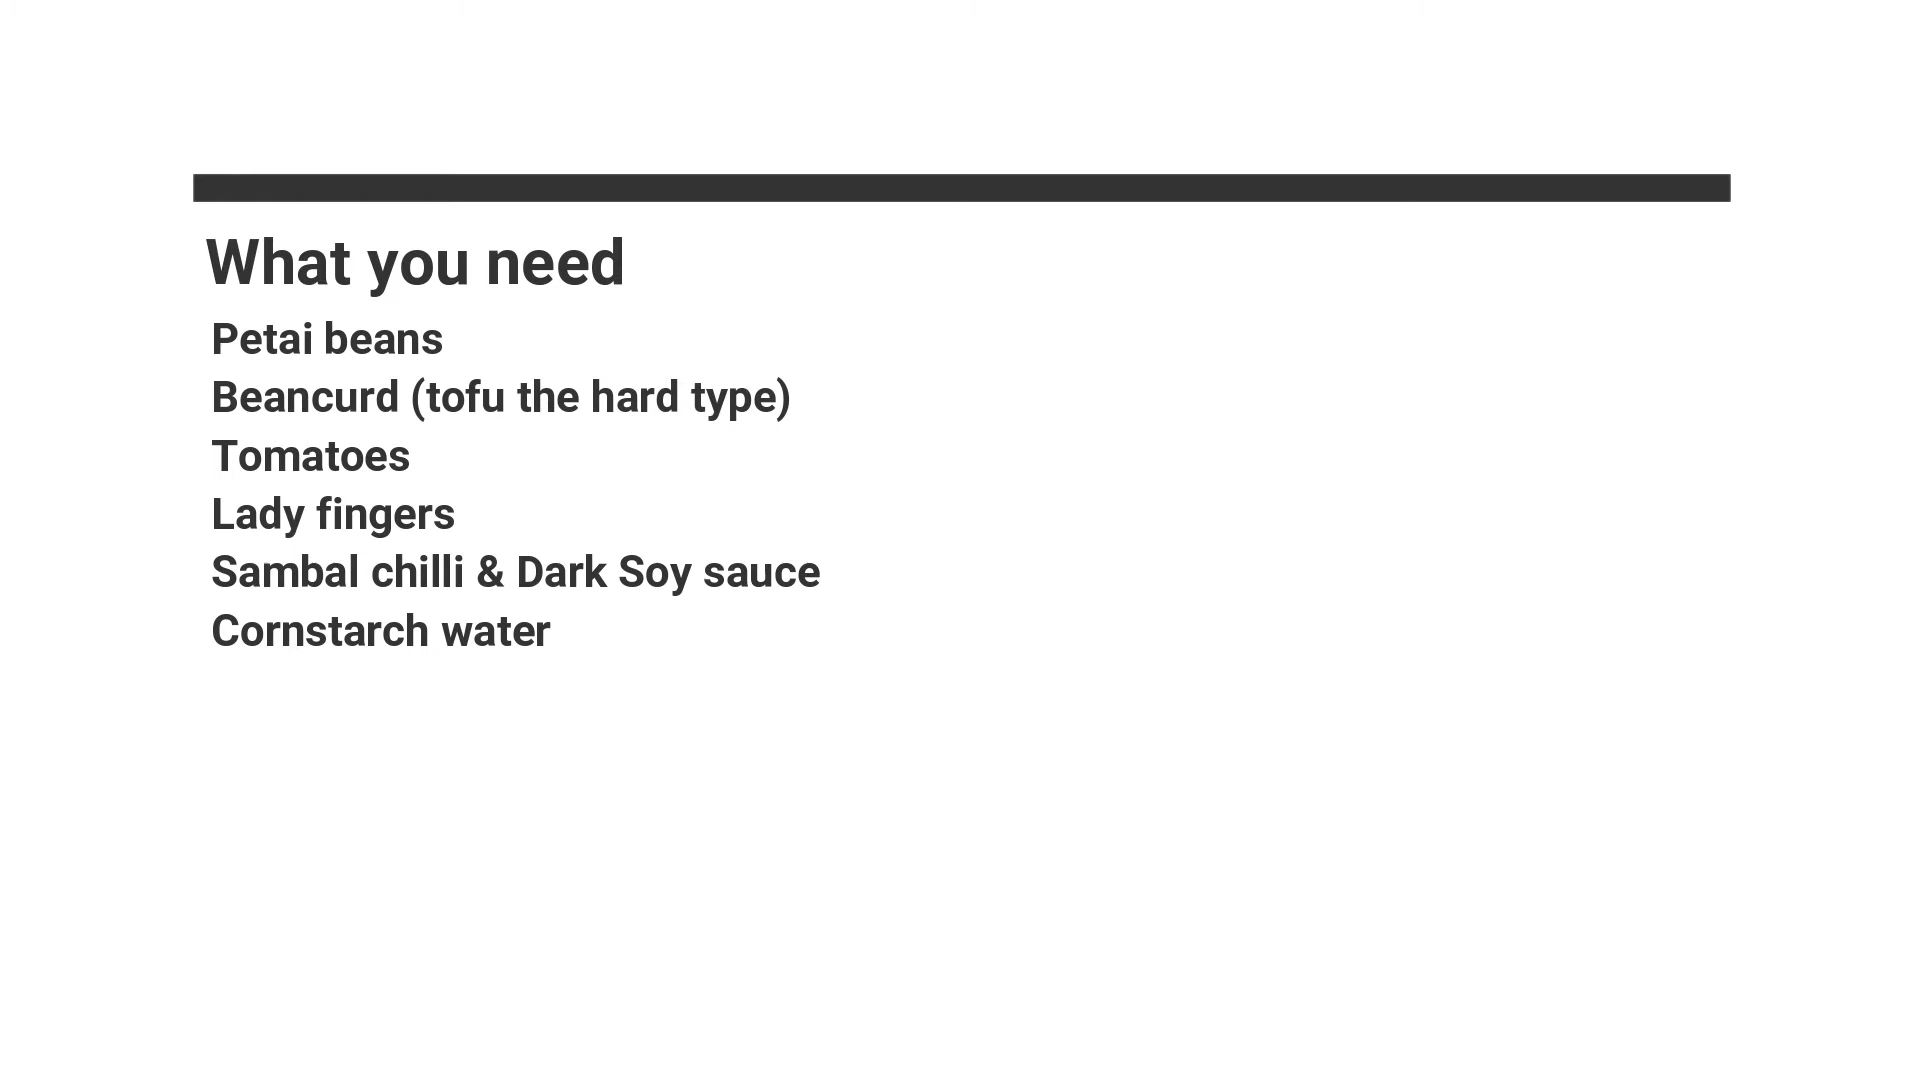 What you need
Petai beans
Beancurd (tofu the hard type)
Tomatoes
Lady fingers
Sambal chilli & Dark Soy sauce
Cornstarch water